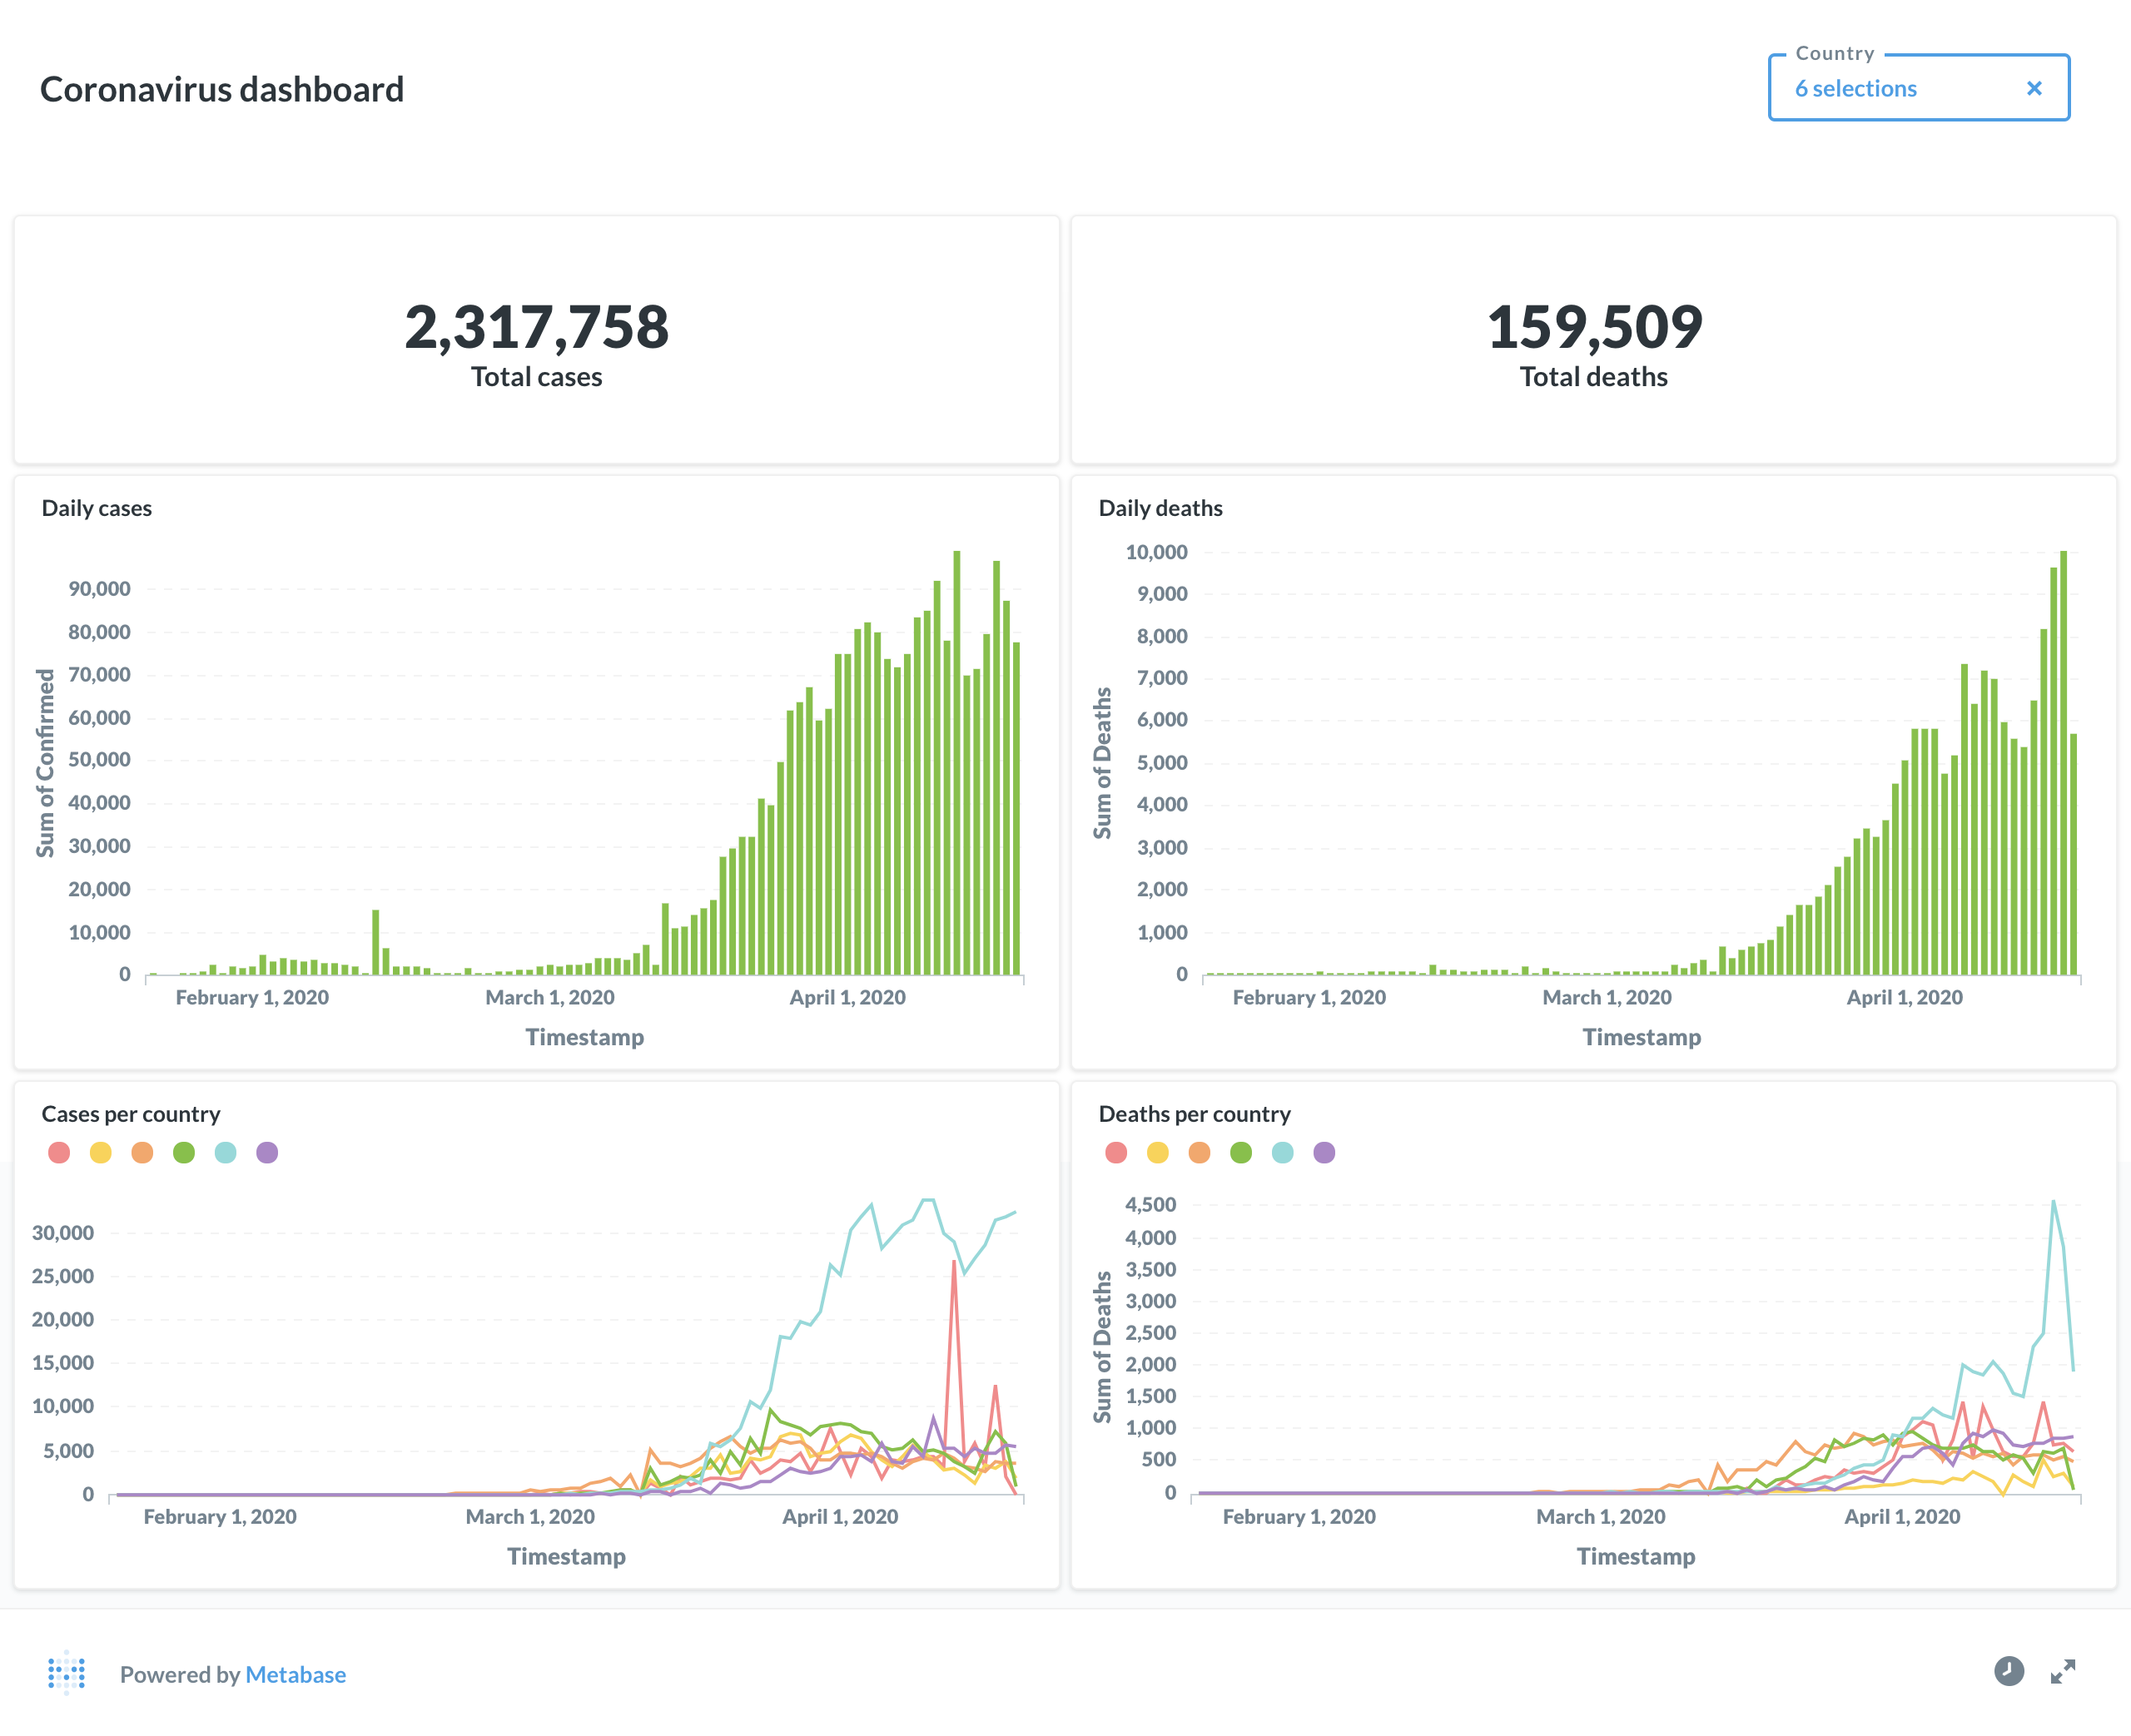 Country
Coronavirus dashboard
6 selections
2,317,758
Total cases
159,509
Total deaths
Daily cases
90,000
80,000
70,000
60,000
50,000
40,000
30,000
20,000
10,000
0
Sum of Confirmed
February 1, 2020
March 1, 2020
April 1, 2020
Timestamp
Daily deaths
10,000
9,000
8,000
7,000
6,000
5,000
4,000
3,000
2,000
1,000
0
Sum of Deaths
February 1, 2020
March 1, 2020
April 1, 2020
Timestamp
Cases per country
30,000
25,000
20,000
15,000
10,000
5,000
0
February 1, 2020
March 1, 2020
April 1, 2020
Timestamp
Deaths per country
4,500
4,000
3,500
3,000
2,500
2,000
1,500
1,000
500
0
Sum of Deaths
February 1, 2020
March 1, 2020
April 1, 2020
Timestamp
Powered by Metabase